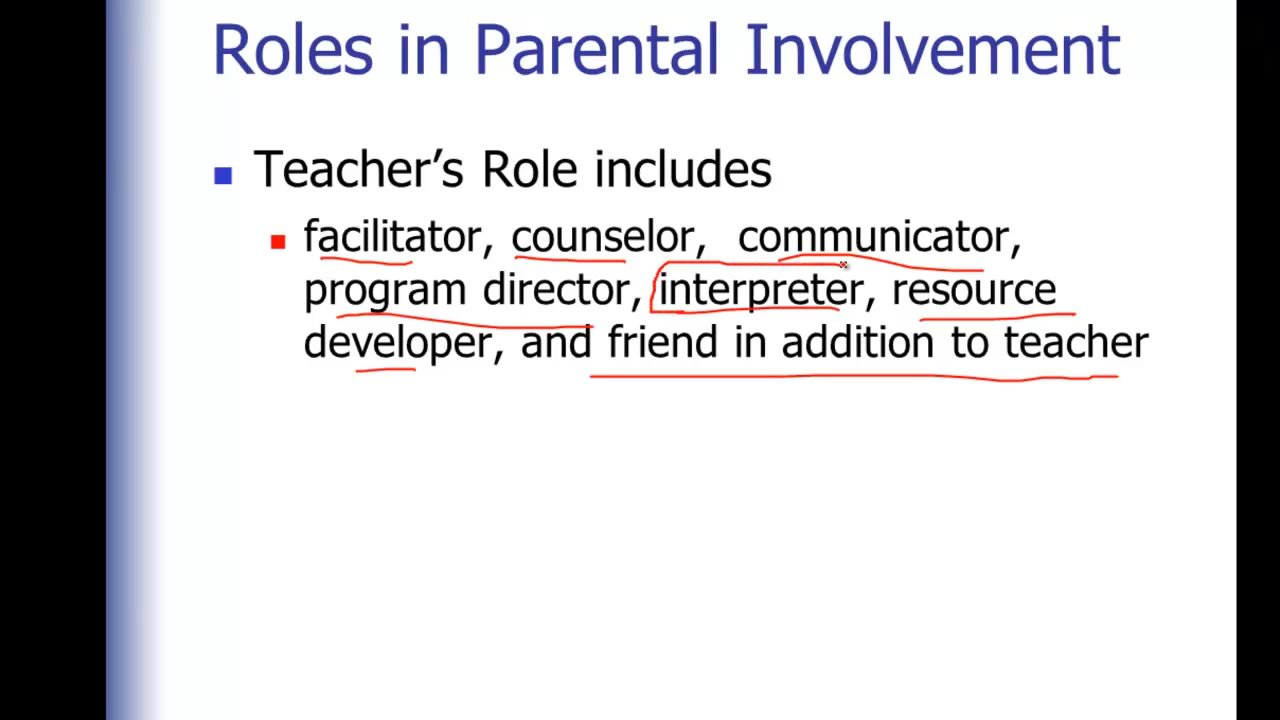 Roles in Parental Involvement
Teacher's Role includes
facilitator, counselor, communicator,
program director, interpreter, resource
developer, and friend in addition to teacher